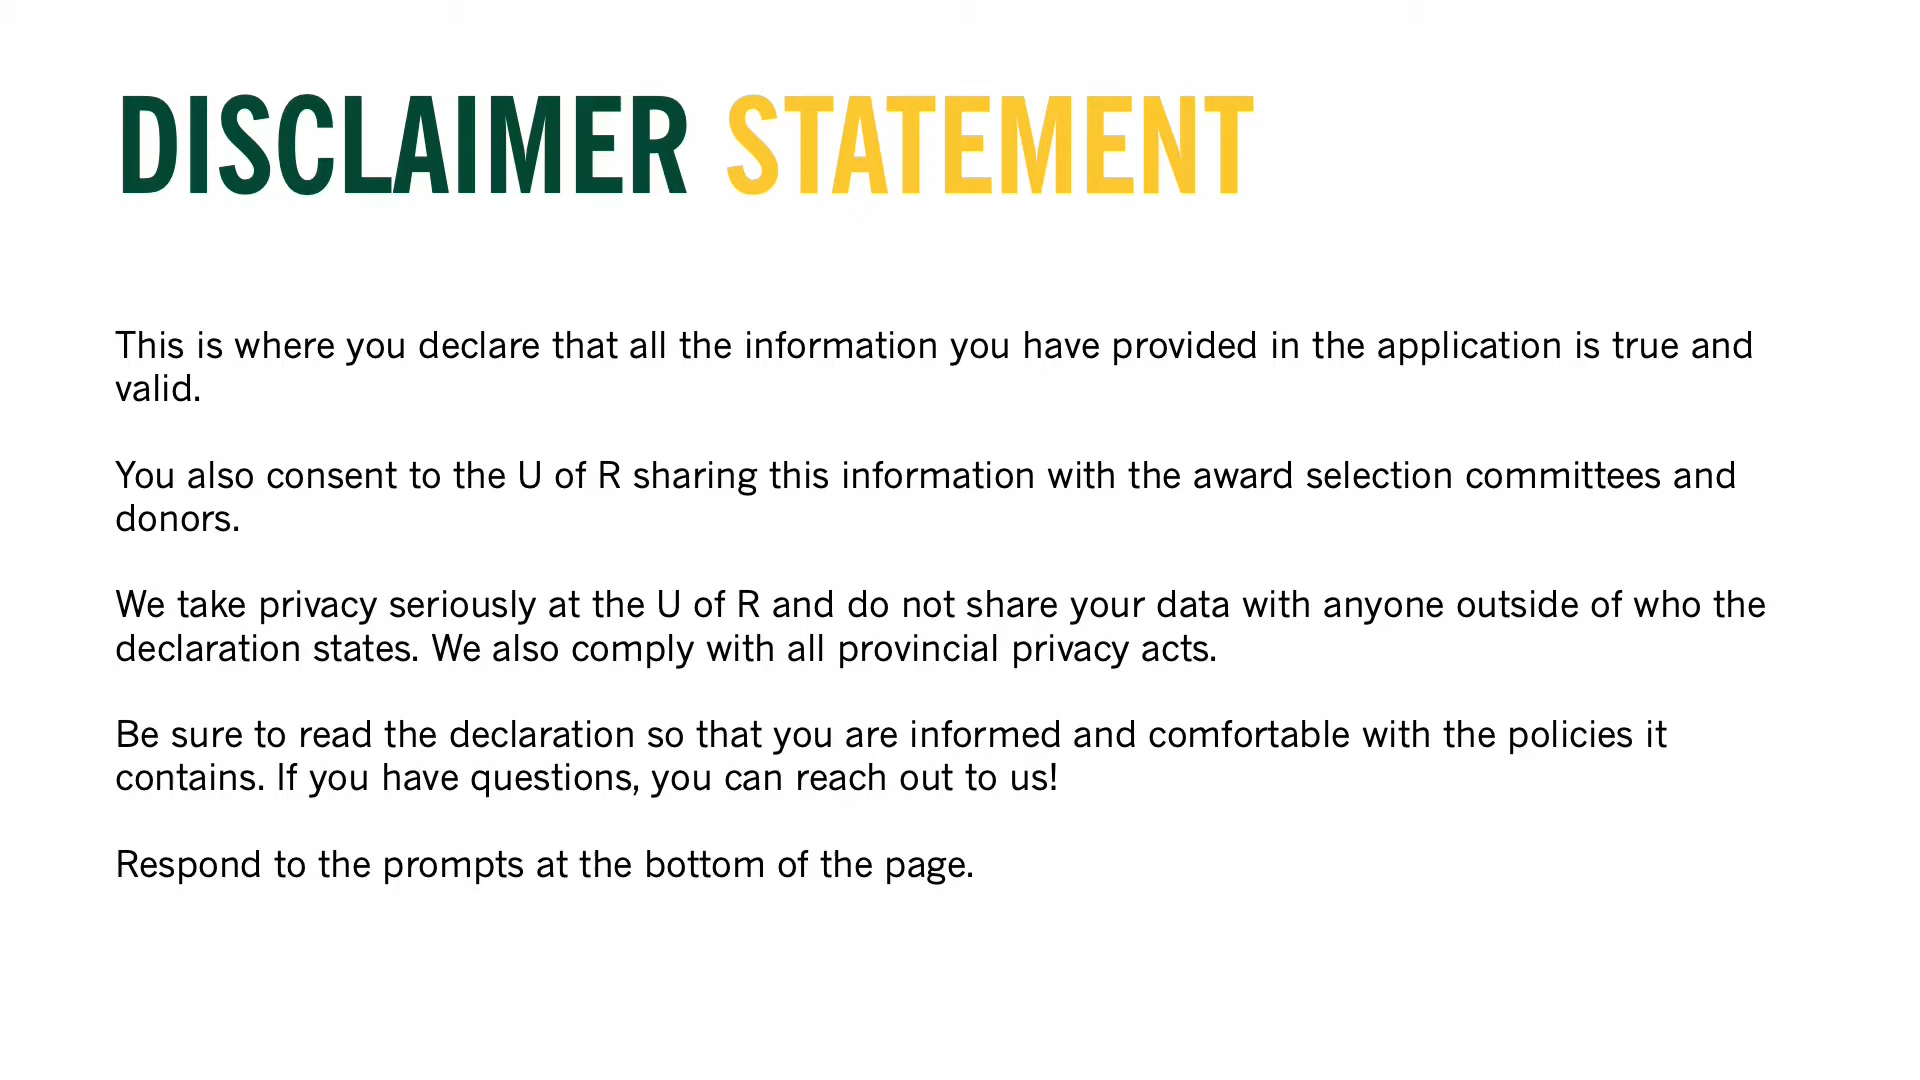 DISCLAIMER STATEMENT
This is where you declare that all the information you have provided in the application is true and
valid.
You also consent to the U of R sharing this information with the award selection committees and
donors.
We take privacy seriously at the U of R and do not share your data with anyone outside of who the
declaration states. We also comply with all provincial privacy acts.
Be sure to read the declaration so that you are informed and comfortable with the policies it
contains. If you have questions, you can reach out to us!
Respond to the prompts at the bottom of the page.